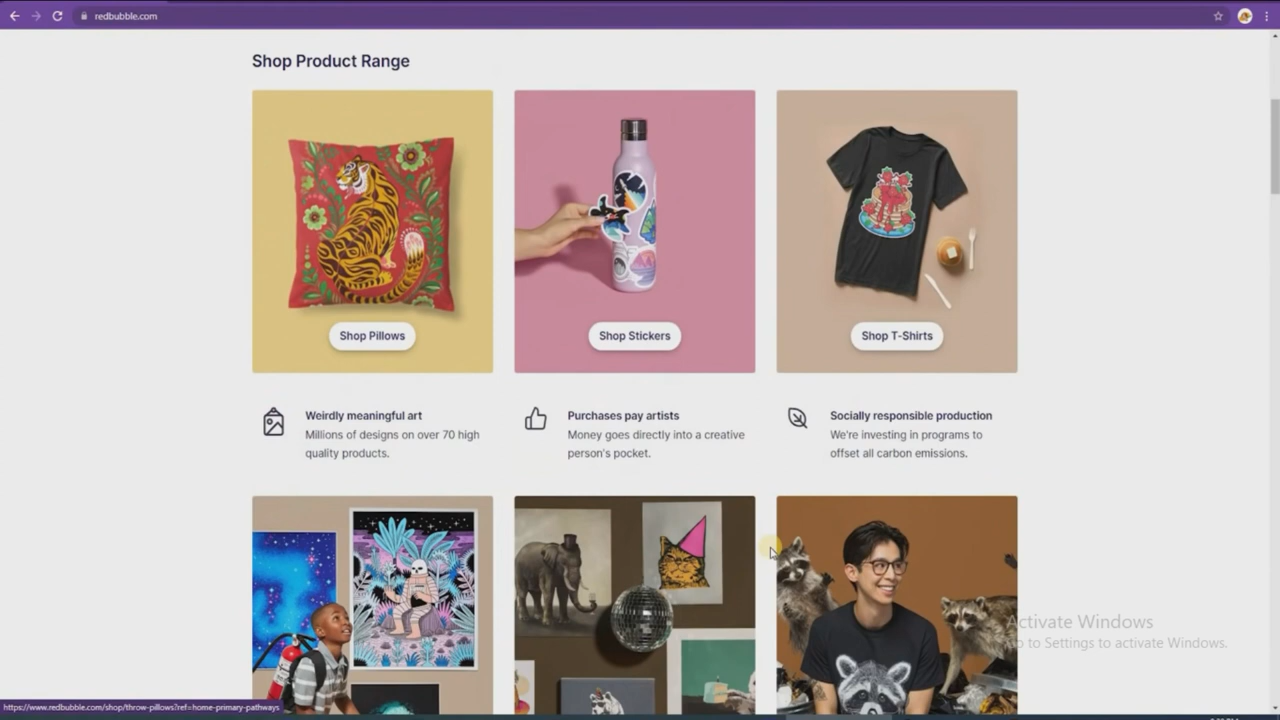 redbubble.com
Shop Product Range
Shop Pillows
Shop Stickers
Shop T-Shirts
Weirdly meaningful art
Millions of designs on over 70 high
quality products.
Purchases pay artists
Money goes directly into a creative
person's pocket.
Socially responsible production
We're investing in programs to
offset all carbon emissions.
Activate Windows
Go to Settings to activate Windows.
https://www.redbubble.com/shop/throw-pillows?ref=home-primary-pathways